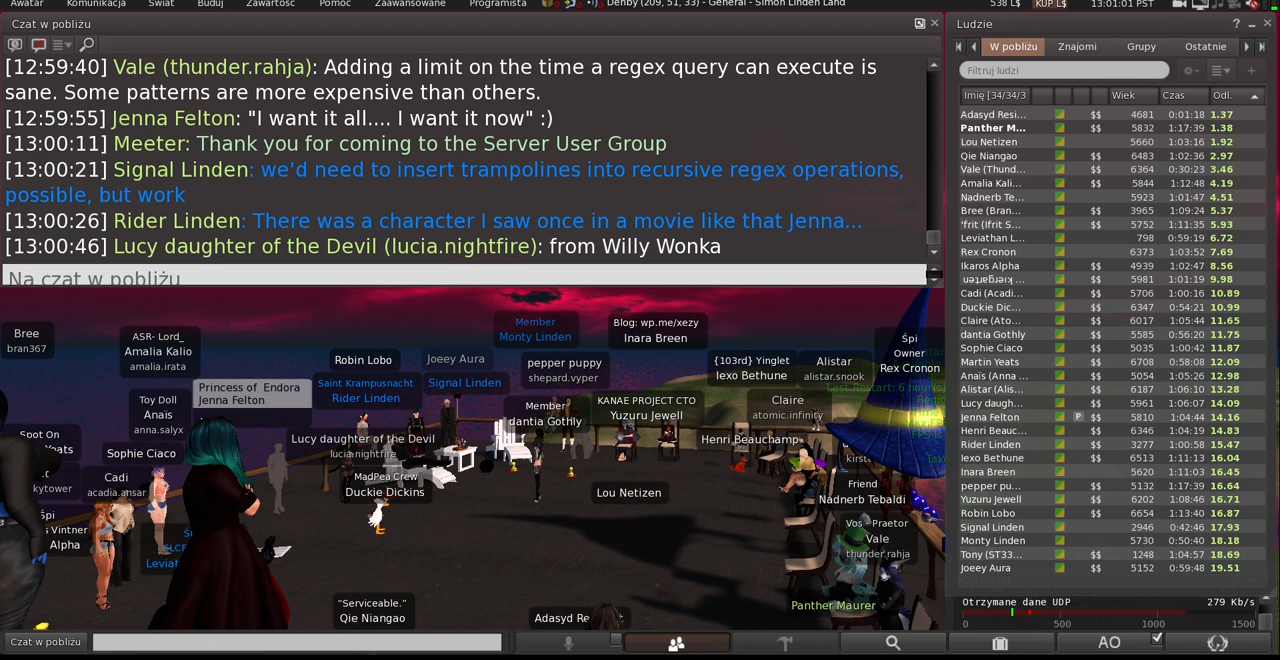 Awatar Komunikacja Świat Buduj Zawartość Pomoc Zaawansowane Programista Denby (209, 51, 33) - General - Simon Linden Land 538 L$ KUP L$ 13:01:01 PST
Czat w pobliżu
[12:59:40] Vale (thunder.rahja): Adding a limit on the time a regex query can execute is
sane. Some patterns are more expensive than others.
[12:59:55] Jenna Felton: "I want it all.... I want it now" :)
[13:00:11] Meeter: Thank you for coming to the Server User Group
[13:00:21] Signal Linden: we'd need to insert trampolines into recursive regex operations,
possible, but work
[13:00:26] Rider Linden: There was a character I saw once in a movie like that Jenna...
[13:00:46] Lucy daughter of the Devil (lucia.nightfire): from Willy Wonka
Na czat w pobliżu
Bree
bran367
ASR- Lord_
Amalia Kalio
amalia.irata
Robin Lobo
Joeey Aura
Member
Monty Linden
Blog: wp.me/xezy
Inara Breen
Śpi
Owner
Rex Cronon
pepper puppy
shepard.vyper
{103rd} Yinglet
Iexo Bethune
Alistar
alistar.snook
Princess of Endora
Jenna Felton
Saint Krampusnacht
Rider Linden
Signal Linden
Last Restart: 6 hour(s)
Toy Doll
Anaïs
anna.salyx
Member
dantia Gothly
KANAE PROJECT CTO
Yuzuru Jewell
Claire
atomic.infinity
Spot On
Sophie Ciaco
Lucy daughter of the Devil
lucia.nightfire
Henri Beauchamp
Cadi
acadia.ansar
MadPea Crew
Duckie Dickins
Lou Netizen
Friend
Nadnerb Tebaldi
Śpi
Vintner
Alpha
Vos - Praetor
Vale
thunder.rahja
"Serviceable."
Qie Niangao
Adasyd Re
Panther Maurer
Czat w pobliżu
Ludzie
? _ ×
W pobliżu Znajomi Grupy Ostatnie
Filtruj ludzi
Imię [34/34/3 Wiek Czas Odl.
Adasyd Resi... $$ 4681 0:01:18 1.37
Panther M... $$ 5832 1:17:39 1.38
Lou Netizen 5660 1:03:16 1.92
Qie Niangao $$ 6483 1:02:36 2.97
Vale (Thund... $$ 6364 0:30:23 3.46
Amalia Kali... $$ 5844 1:12:48 4.19
Nadnerb Te... 5923 1:01:47 4.51
Bree (Bran... $$ 3965 1:09:24 5.37
'frit (Ifrit S... $$ 5752 1:11:35 5.93
Leviathan L... 798 0:59:19 6.72
Rex Cronon 6373 1:03:52 7.69
Ikaros Alpha $$ 4939 1:02:47 8.56
$$ 5981 1:01:19 9.98
Cadi (Acadi... $$ 5706 1:00:16 10.89
Duckie Dic... $$ 6347 0:54:21 10.99
Claire (Ato... $$ 6017 1:05:44 11.65
dantia Gothly $$ 5585 0:56:20 11.75
Sophie Ciaco $$ 5035 1:00:42 11.87
Martin Yeats $$ 6708 0:58:08 12.09
Anaïs (Anna ... $$ 5054 1:05:26 12.98
Alistar (Alis... $$ 6187 1:06:10 13.28
Lucy daugh... $$ 5961 1:06:07 14.09
Jenna Felton P $$ 5810 1:04:44 14.16
Henri Beauc... $$ 6346 1:04:19 14.83
Rider Linden $$ 3277 1:00:58 15.47
Iexo Bethune $$ 6513 1:11:13 16.04
Inara Breen 5620 1:11:03 16.45
pepper pu... $$ 5132 1:17:39 16.64
Yuzuru Jewell $$ 6202 1:08:46 16.71
Robin Lobo $$ 6654 1:13:40 16.87
Signal Linden 2946 0:42:46 17.93
Monty Linden 5730 0:50:40 18.18
Tony (ST33... $$ 1248 1:04:57 18.69
Joeey Aura $$ 5152 0:59:48 19.51
Otrzymane dane UDP 279 Kb/s
0 500 1000 1500
AO